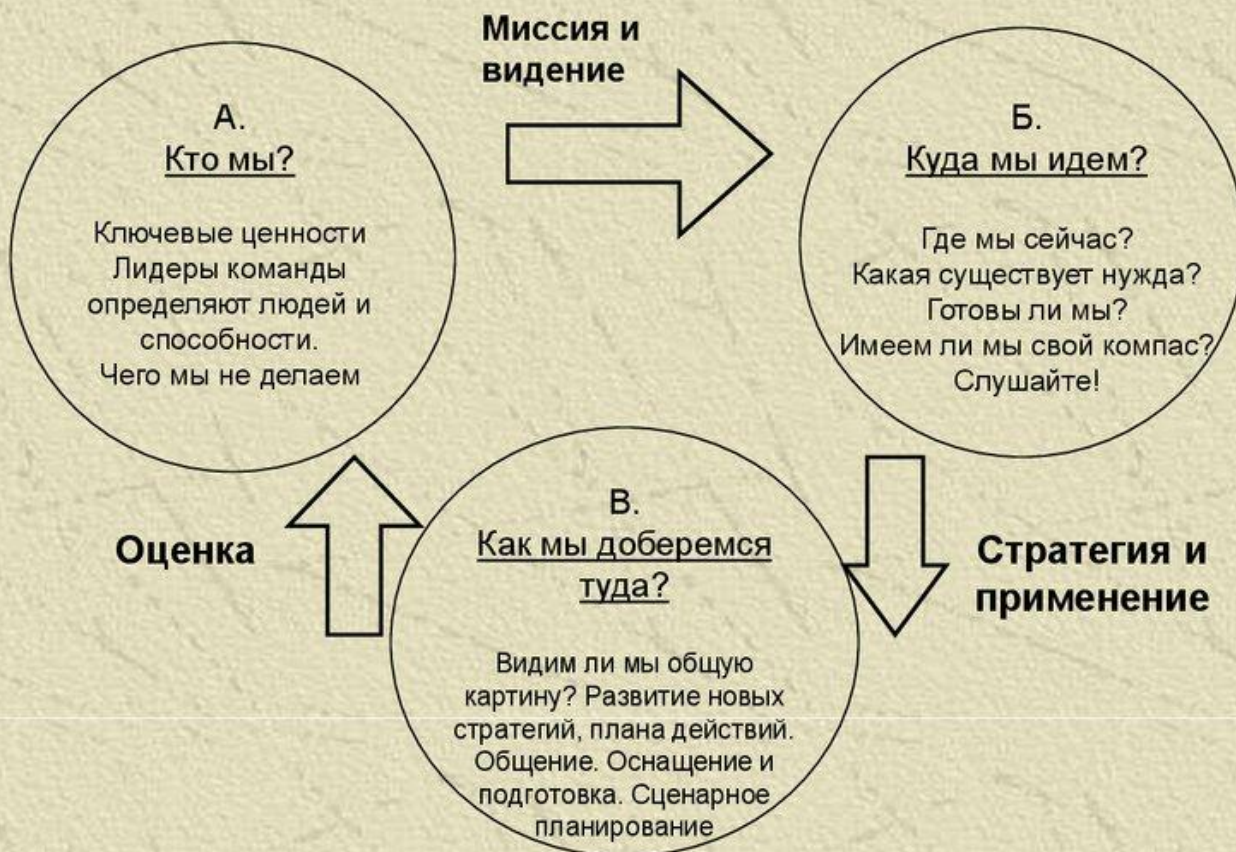 Миссия и
видение
А.
Кто мы?
Ключевые ценности
Лидеры команды
определяют людей и
способности.
Чего мы не делаем
Б.
Куда мы идем?
Где мы сейчас?
Какая существует нужда?
Готовы ли мы?
Имеем ли мы свой компас?
Слушайте!
Оценка
В.
Как мы доберемся
туда?
Видим ли мы общую
картину? Развитие новых
стратегий, плана действий.
Общение. Оснащение и
подготовка. Сценарное
планирование
Стратегия и
применение